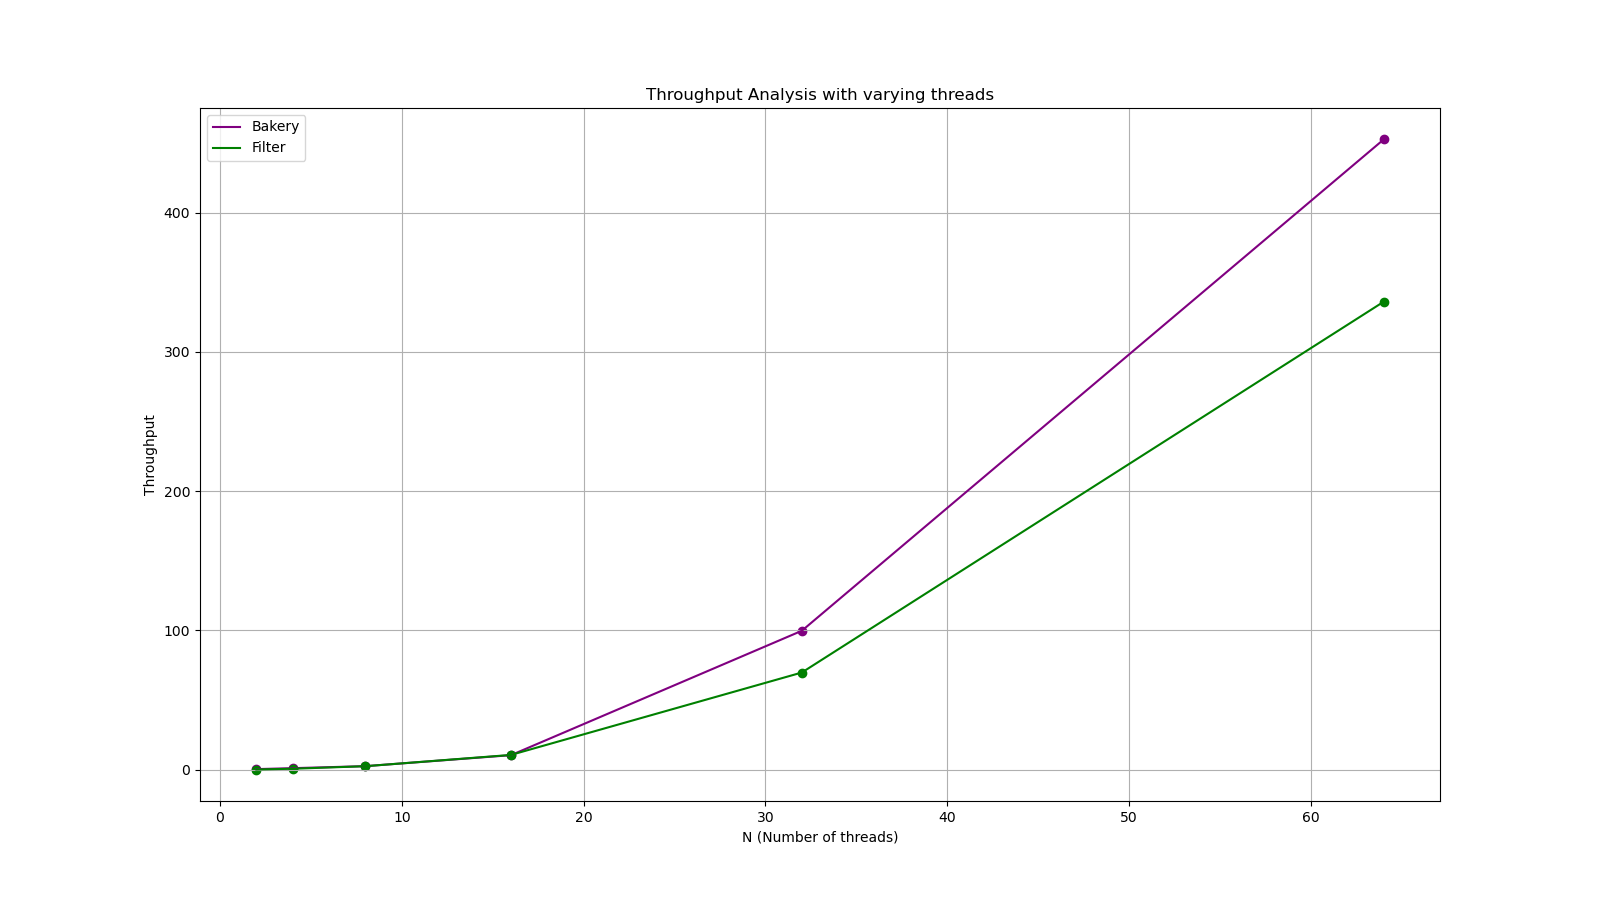 Throughput Analysis with varying threads
Bakery
Filter
Throughput
400
300
200
100
0
0 10 20 30 40 50 60
N (Number of threads)